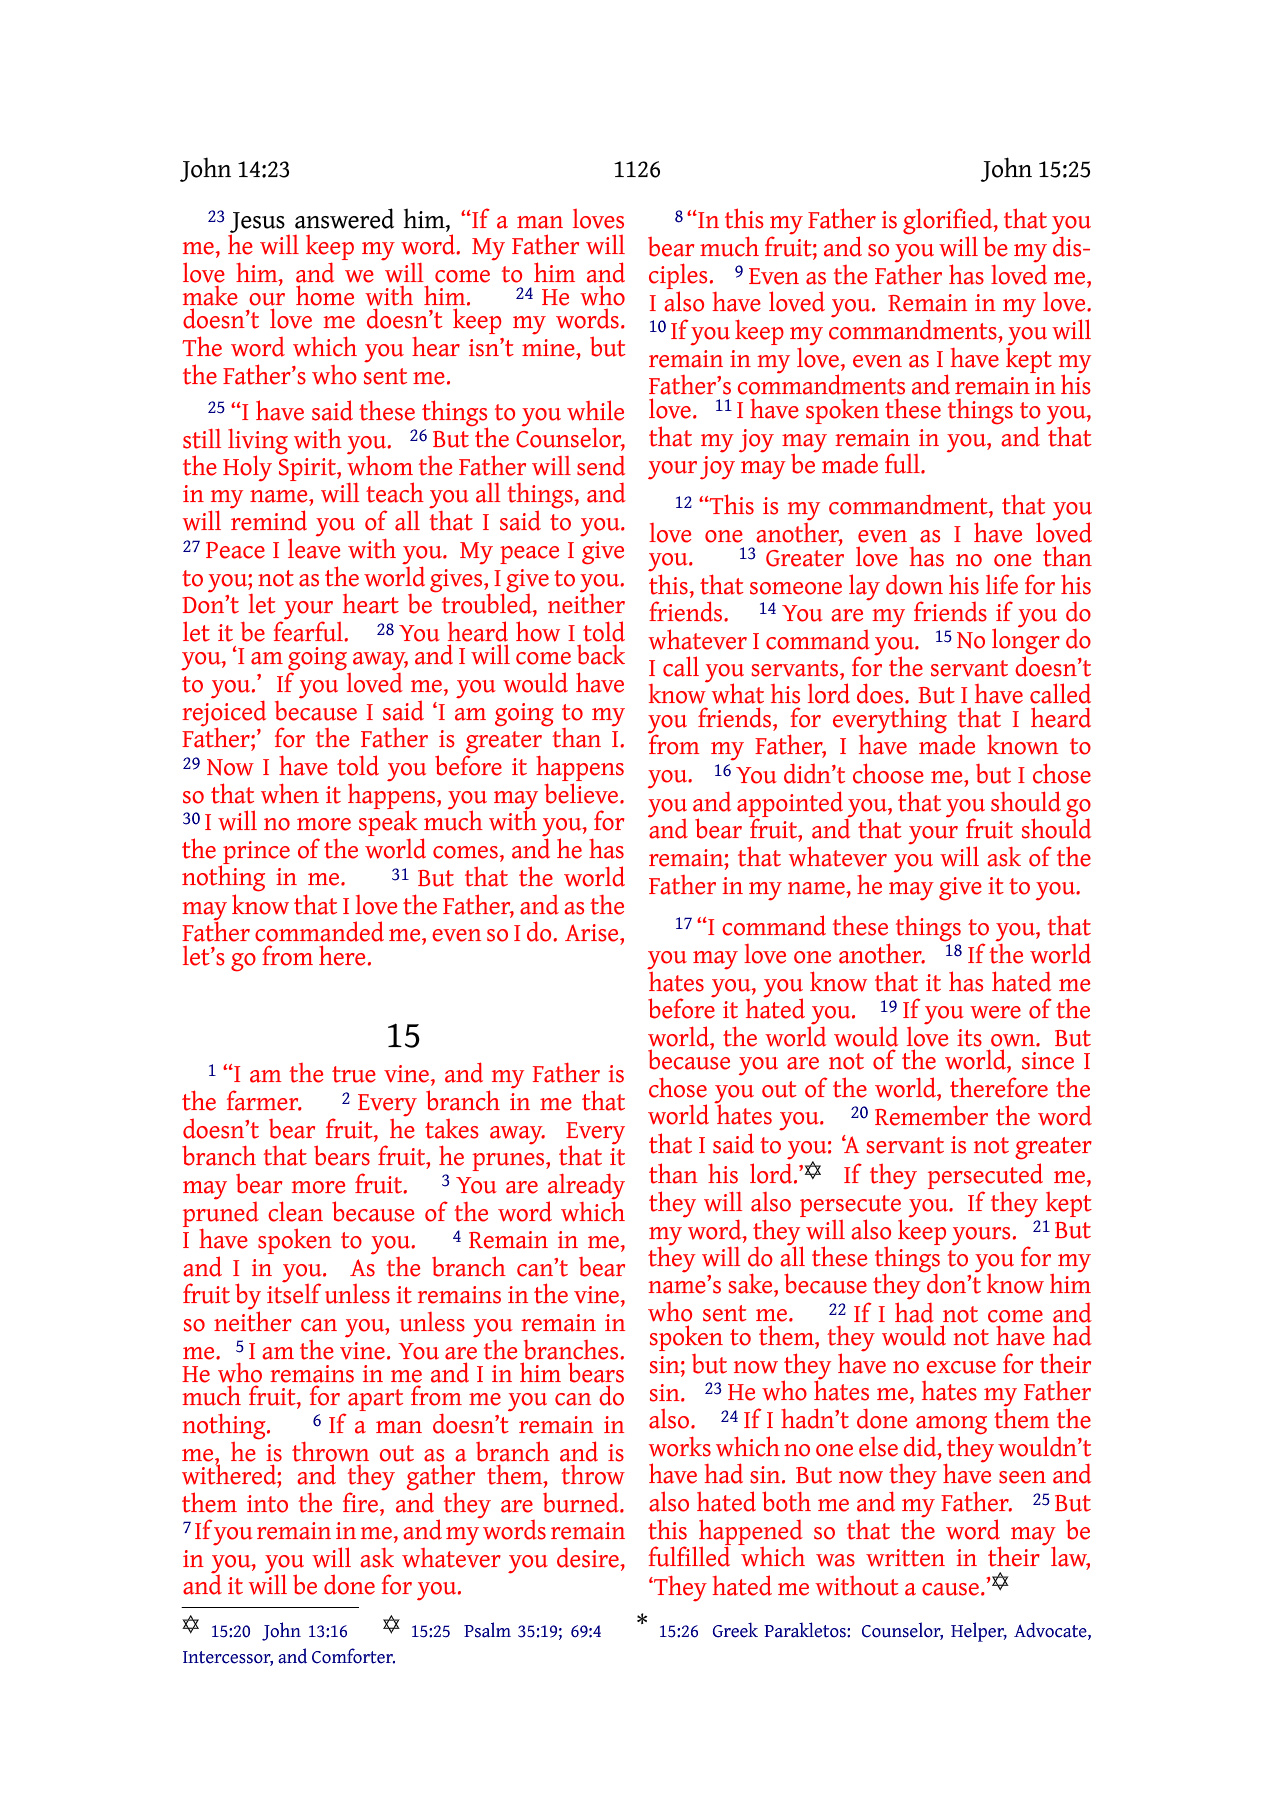 John 14:23 1126 John 15:25
23 Jesus answered him, “If a man loves
me, he will keep my word. My Father will
love him, and we will come to him and
make our home with him. 24 He who
doesn’t love me doesn’t keep my words.
The word which you hear isn’t mine, but
the Father’s who sent me.
25 “I have said these things to you while
still living with you. 26 But the Counselor,
the Holy Spirit, whom the Father will send
in my name, will teach you all things, and
will remind you of all that I said to you.
27 Peace I leave with you. My peace I give
to you; not as the world gives, I give to you.
Don’t let your heart be troubled, neither
let it be fearful. 28 You heard how I told
you, ‘I am going away, and I will come back
to you.’ If you loved me, you would have
rejoiced because I said ‘I am going to my
Father;’ for the Father is greater than I.
29 Now I have told you before it happens
so that when it happens, you may believe.
30 I will no more speak much with you, for
the prince of the world comes, and he has
nothing in me. 31 But that the world
may know that I love the Father, and as the
Father commanded me, even so I do. Arise,
let’s go from here.
15
1 “I am the true vine, and my Father is
the farmer. 2 Every branch in me that
doesn’t bear fruit, he takes away. Every
branch that bears fruit, he prunes, that it
may bear more fruit. 3 You are already
pruned clean because of the word which
I have spoken to you. 4 Remain in me,
and I in you. As the branch can’t bear
fruit by itself unless it remains in the vine,
so neither can you, unless you remain in
me. 5 I am the vine. You are the branches.
He who remains in me and I in him bears
much fruit, for apart from me you can do
nothing. 6 If a man doesn’t remain in
me, he is thrown out as a branch and is
withered; and they gather them, throw
them into the fire, and they are burned.
7 If you remain in me, and my words remain
in you, you will ask whatever you desire,
and it will be done for you.
8 “In this my Father is glorified, that you
bear much fruit; and so you will be my dis-
ciples. 9 Even as the Father has loved me,
I also have loved you. Remain in my love.
10 If you keep my commandments, you will
remain in my love, even as I have kept my
Father’s commandments and remain in his
love. 11 I have spoken these things to you,
that my joy may remain in you, and that
your joy may be made full.
12 “This is my commandment, that you
love one another, even as I have loved
you. 13 Greater love has no one than
this, that someone lay down his life for his
friends. 14 You are my friends if you do
whatever I command you. 15 No longer do
I call you servants, for the servant doesn’t
know what his lord does. But I have called
you friends, for everything that I heard
from my Father, I have made known to
you. 16 You didn’t choose me, but I chose
you and appointed you, that you should go
and bear fruit, and that your fruit should
remain; that whatever you will ask of the
Father in my name, he may give it to you.
17 “I command these things to you, that
you may love one another. 18 If the world
hates you, you know that it has hated me
before it hated you. 19 If you were of the
world, the world would love its own. But
because you are not of the world, since I
chose you out of the world, therefore the
world hates you. 20 Remember the word
that I said to you: ‘A servant is not greater
than his lord.’✡ If they persecuted me,
they will also persecute you. If they kept
my word, they will also keep yours. 21 But
they will do all these things to you for my
name’s sake, because they don’t know him
who sent me. 22 If I had not come and
spoken to them, they would not have had
sin; but now they have no excuse for their
sin. 23 He who hates me, hates my Father
also. 24 If I hadn’t done among them the
works which no one else did, they wouldn’t
have had sin. But now they have seen and
also hated both me and my Father. 25 But
this happened so that the word may be
fulfilled which was written in their law,
‘They hated me without a cause.’✡
✡ 15:20 John 13:16 ✡ 15:25 Psalm 35:19; 69:4 * 15:26 Greek Parakletos: Counselor, Helper, Advocate,
Intercessor, and Comforter.